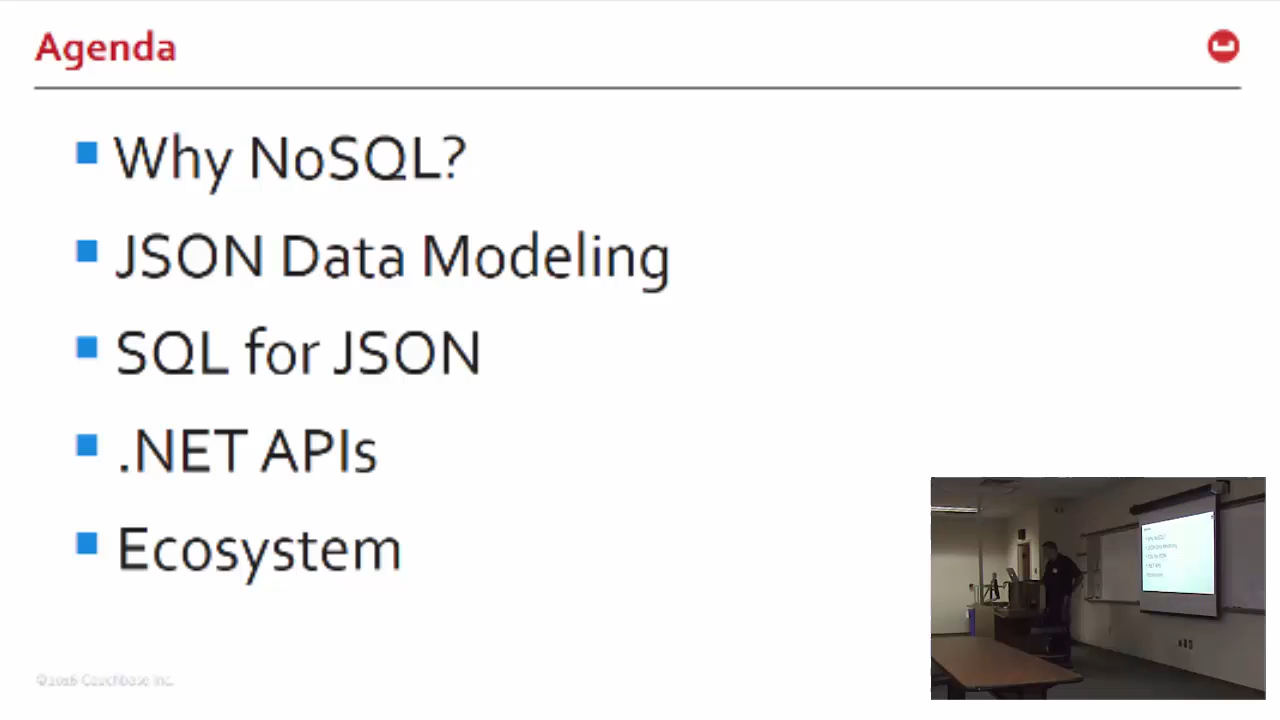 Agenda
Why NoSQL?
JSON Data Modeling
SQL for JSON
.NET APIs
Ecosystem
©2016 Couchbase Inc.